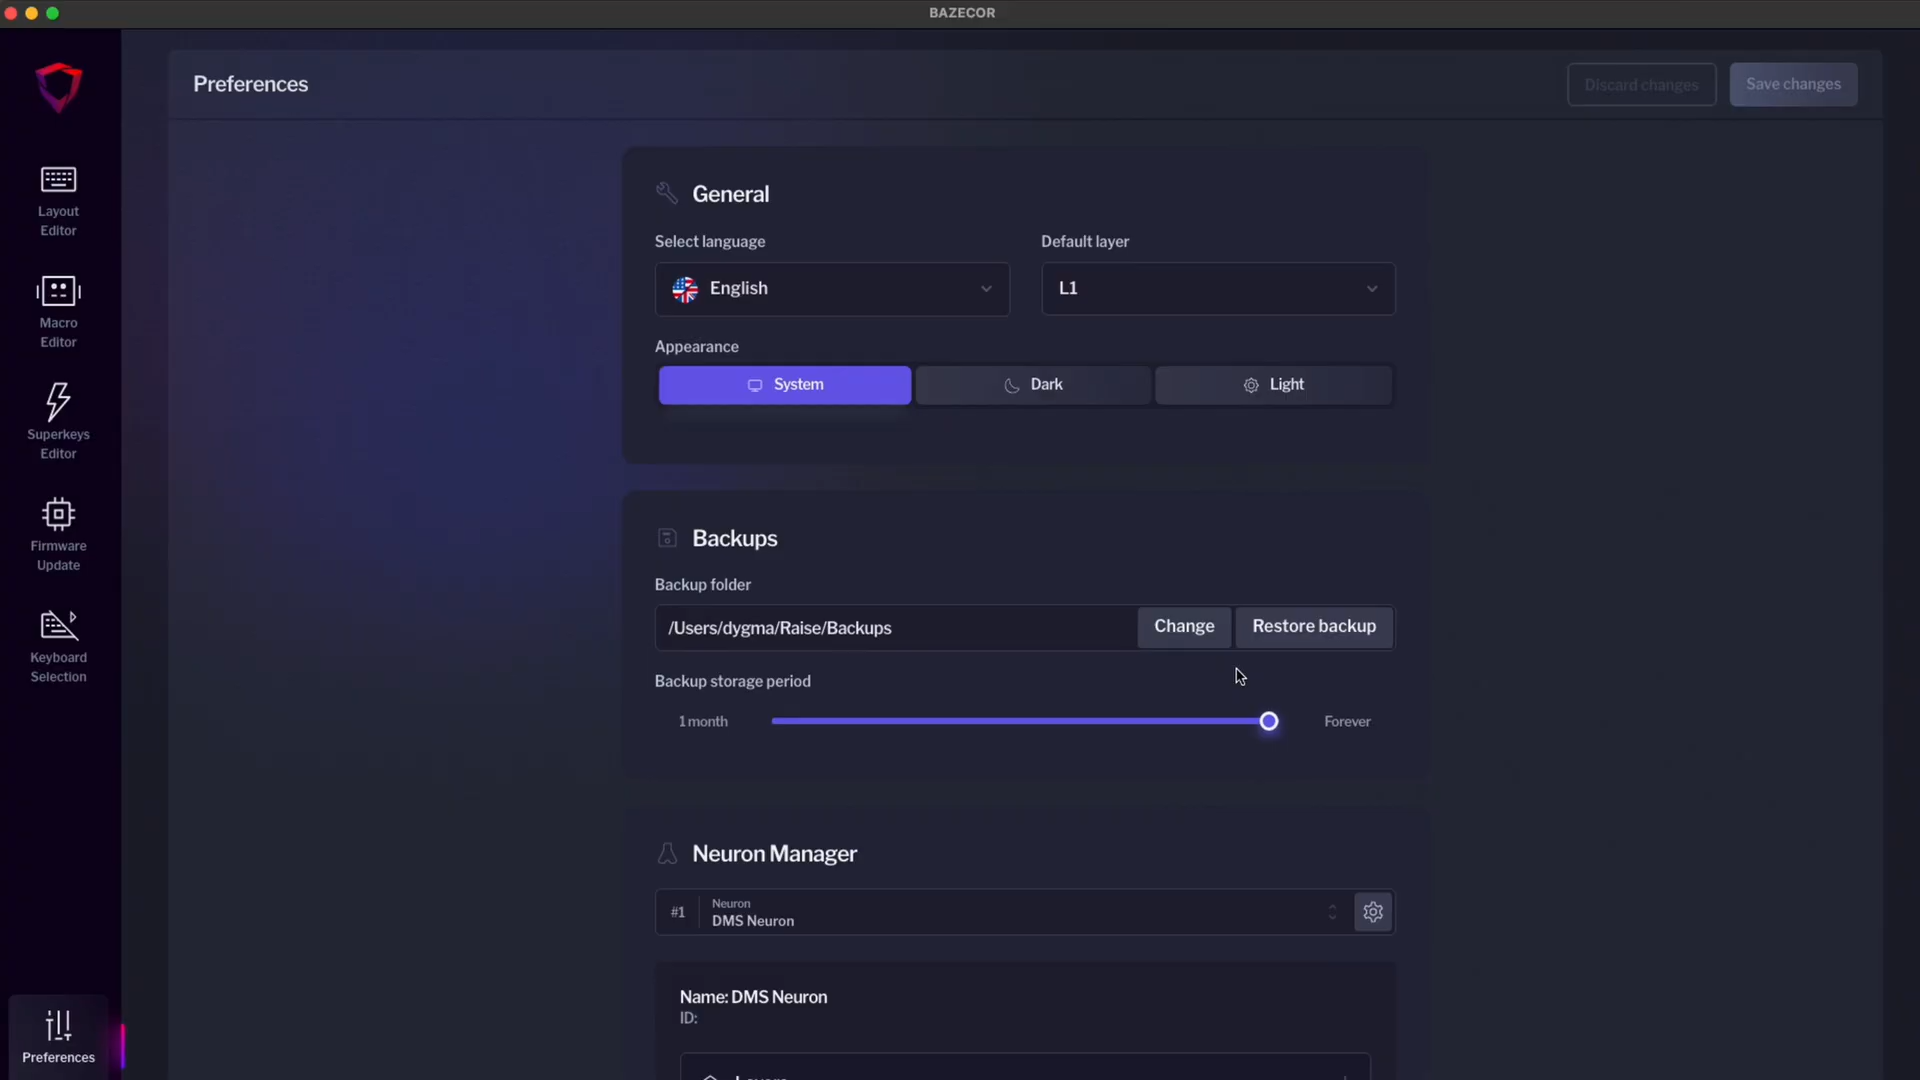 BAZECOR
Preferences
Discard changes
Save changes
Layout
Editor
Macro
Editor
Superkeys
Editor
Firmware
Update
Keyboard
Selection
Preferences
General
Select language
Default layer
English
L1
Appearance
System
Dark
Light
Backups
Backup folder
/Users/dygma/Raise/Backups
Change
Restore backup
Backup storage period
1 month
Forever
Neuron Manager
#1
Neuron
DMS Neuron
Name: DMS Neuron
ID: